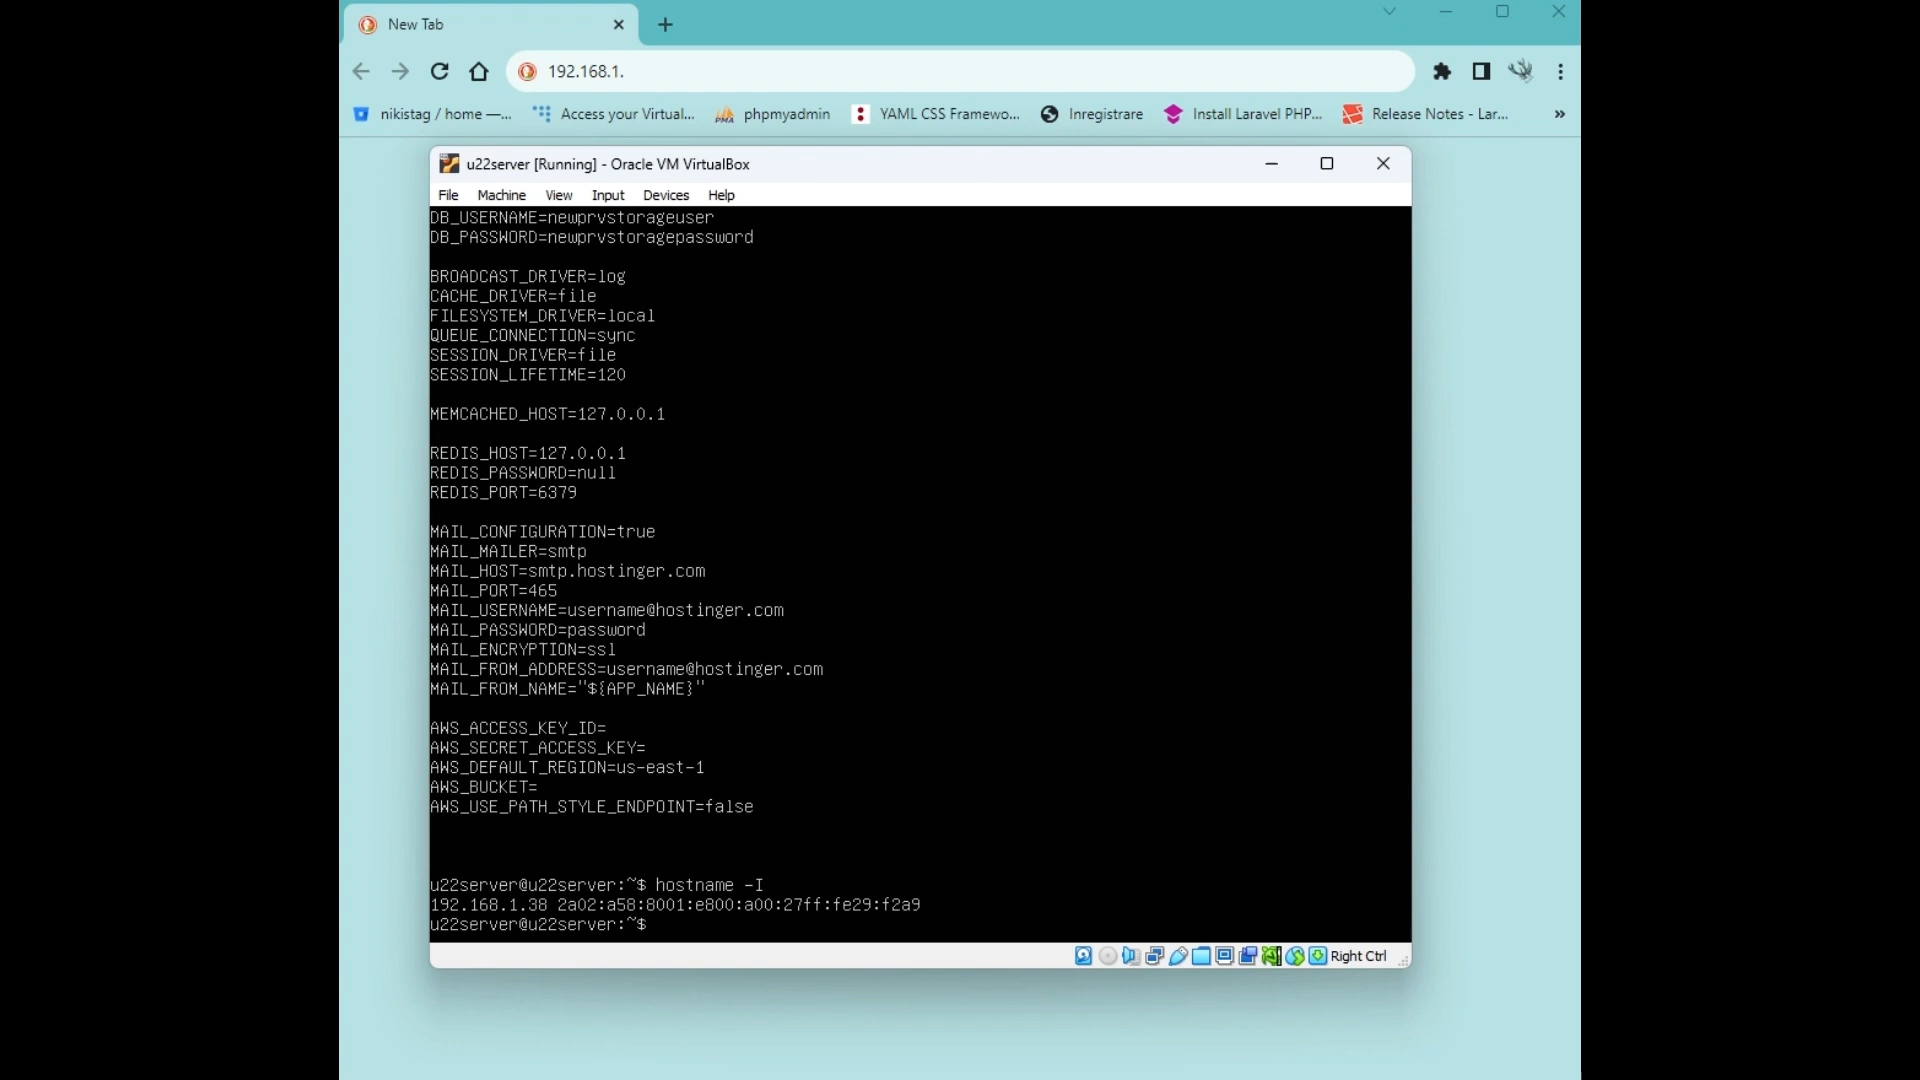 New Tab
192.168.1.
nikistag / home —...
Access your Virtual...
phpmyadmin
YAML CSS Framewo...
Inregistrare
Install Laravel PHP...
Release Notes - Lar...
»
u22server [Running] - Oracle VM VirtualBox
File Machine View Input Devices Help
DB_USERNAME=newprvstorageuser
DB_PASSWORD=newprvstoragepassword
BROADCAST_DRIVER=log
CACHE_DRIVER=file
FILESYSTEM_DRIVER=local
QUEUE_CONNECTION=sync
SESSION_DRIVER=file
SESSION_LIFETIME=120
MEMCACHED_HOST=127.0.0.1
REDIS_HOST=127.0.0.1
REDIS_PASSWORD=null
REDIS_PORT=6379
MAIL_CONFIGURATION=true
MAIL_MAILER=smtp
MAIL_HOST=smtp.hostinger.com
MAIL_PORT=465
MAIL_USERNAME=username@hostinger.com
MAIL_PASSWORD=password
MAIL_ENCRYPTION=ssl
MAIL_FROM_ADDRESS=username@hostinger.com
MAIL_FROM_NAME="${APP_NAME}"
AWS_ACCESS_KEY_ID=
AWS_SECRET_ACCESS_KEY=
AWS_DEFAULT_REGION=us-east-1
AWS_BUCKET=
AWS_USE_PATH_STYLE_ENDPOINT=false
u22server@u22server:~$ hostname -I
192.168.1.38 2a02:a58:8001:e800:a00:27ff:fe29:f2a9
u22server@u22server:~$
Right Ctrl